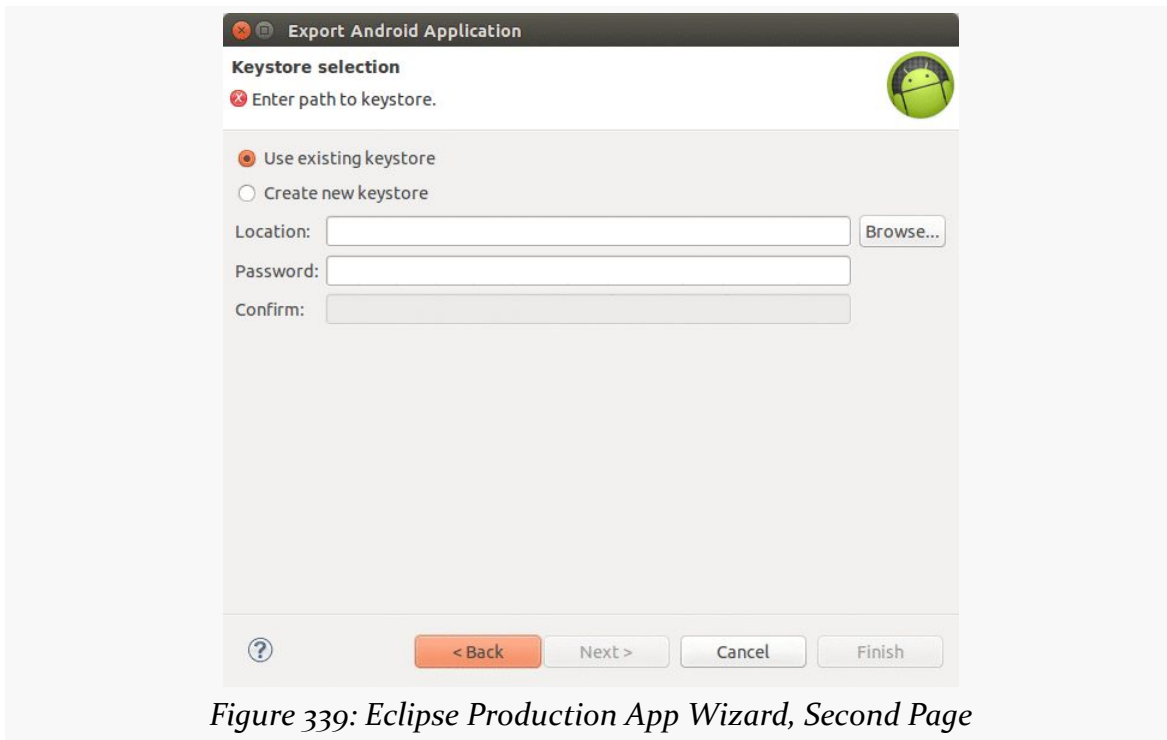 Export Android Application
Keystore selection
Enter path to keystore.
Use existing keystore
Create new keystore
Location:
Browse...
Password:
Confirm:
?
< Back
Next >
Cancel
Finish
Figure 339: Eclipse Production App Wizard, Second Page